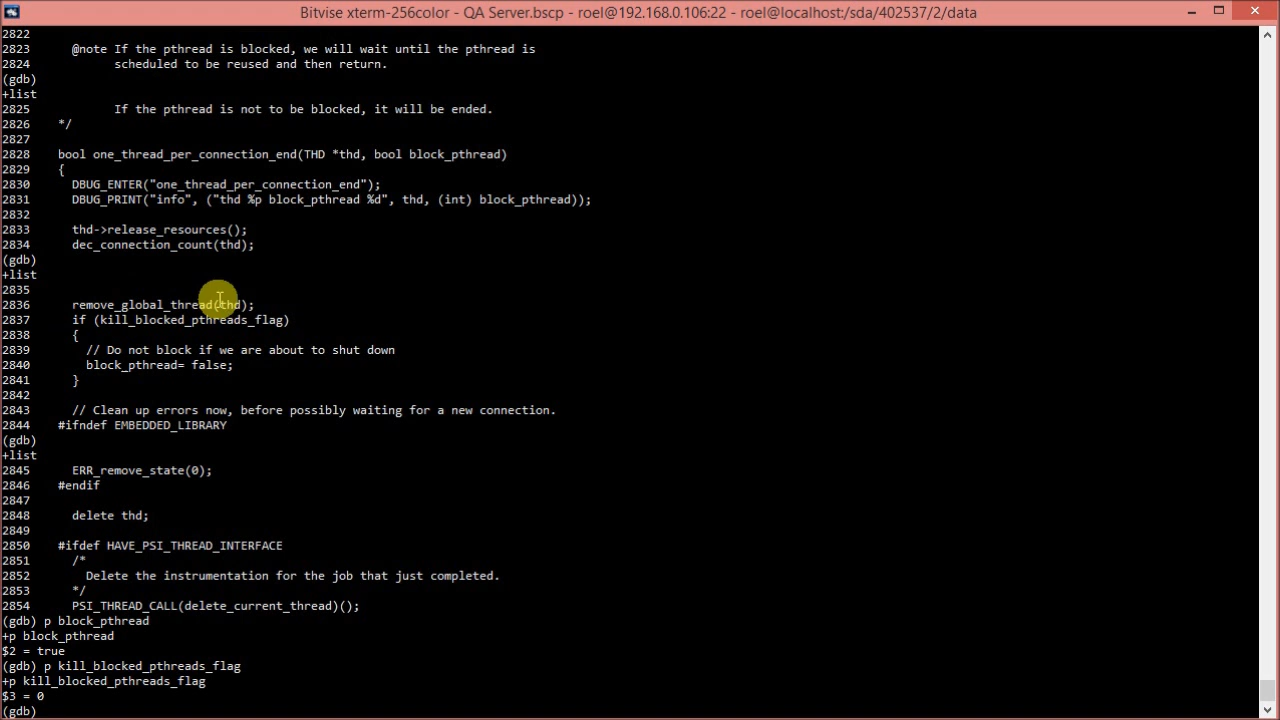 Bitvise xterm-256color - QA Server.bscp - roel@192.168.0.106:22 - roel@localhost:/sda/402537/2/data
2822
2823      @note If the pthread is blocked, we will wait until the pthread is
2824            scheduled to be reused and then return.
(gdb)
+list
2825            If the pthread is not to be blocked, it will be ended.
2826    */
2827
2828    bool one_thread_per_connection_end(THD *thd, bool block_pthread)
2829    {
2830      DBUG_ENTER("one_thread_per_connection_end");
2831      DBUG_PRINT("info", ("thd %p block_pthread %d", thd, (int) block_pthread));
2832
2833      thd->release_resources();
2834      dec_connection_count(thd);
(gdb)
+list
2835
2836      remove_global_thread(thd);
2837      if (kill_blocked_pthreads_flag)
2838      {
2839        // Do not block if we are about to shut down
2840        block_pthread= false;
2841      }
2842
2843      // Clean up errors now, before possibly waiting for a new connection.
2844    #ifndef EMBEDDED_LIBRARY
(gdb)
+list
2845      ERR_remove_state(0);
2846    #endif
2847
2848      delete thd;
2849
2850    #ifdef HAVE_PSI_THREAD_INTERFACE
2851      /*
2852        Delete the instrumentation for the job that just completed.
2853      */
2854      PSI_THREAD_CALL(delete_current_thread)();
(gdb) p block_pthread
+p block_pthread
$2 = true
(gdb) p kill_blocked_pthreads_flag
+p kill_blocked_pthreads_flag
$3 = 0
(gdb)